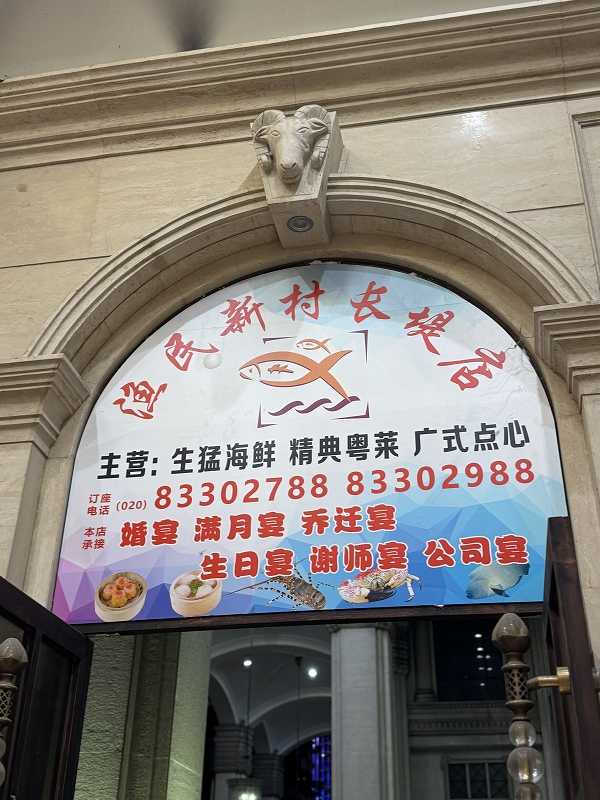 渔民新村长堤店
主营：生猛海鲜 精典粤菜 广式点心
订座电话 (020) 83302788 83302988
本店承接 婚宴 满月宴 乔迁宴
生日宴 谢师宴 公司宴